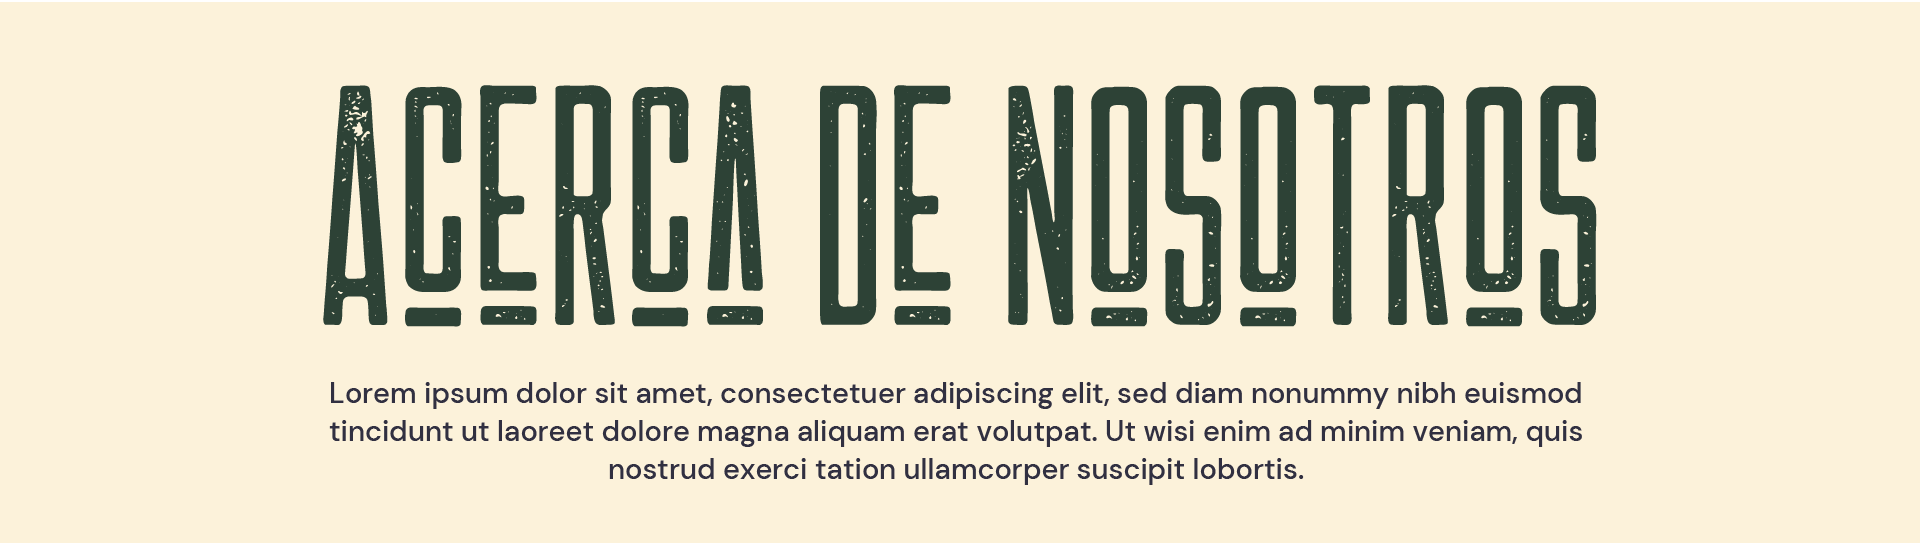 ACERCA DE NOSOTROS
Lorem ipsum dolor sit amet, consectetuer adipiscing elit, sed diam nonummy nibh euismod
tincidunt ut laoreet dolore magna aliquam erat volutpat. Ut wisi enim ad minim veniam, quis
nostrud exerci tation ullamcorper suscipit lobortis.